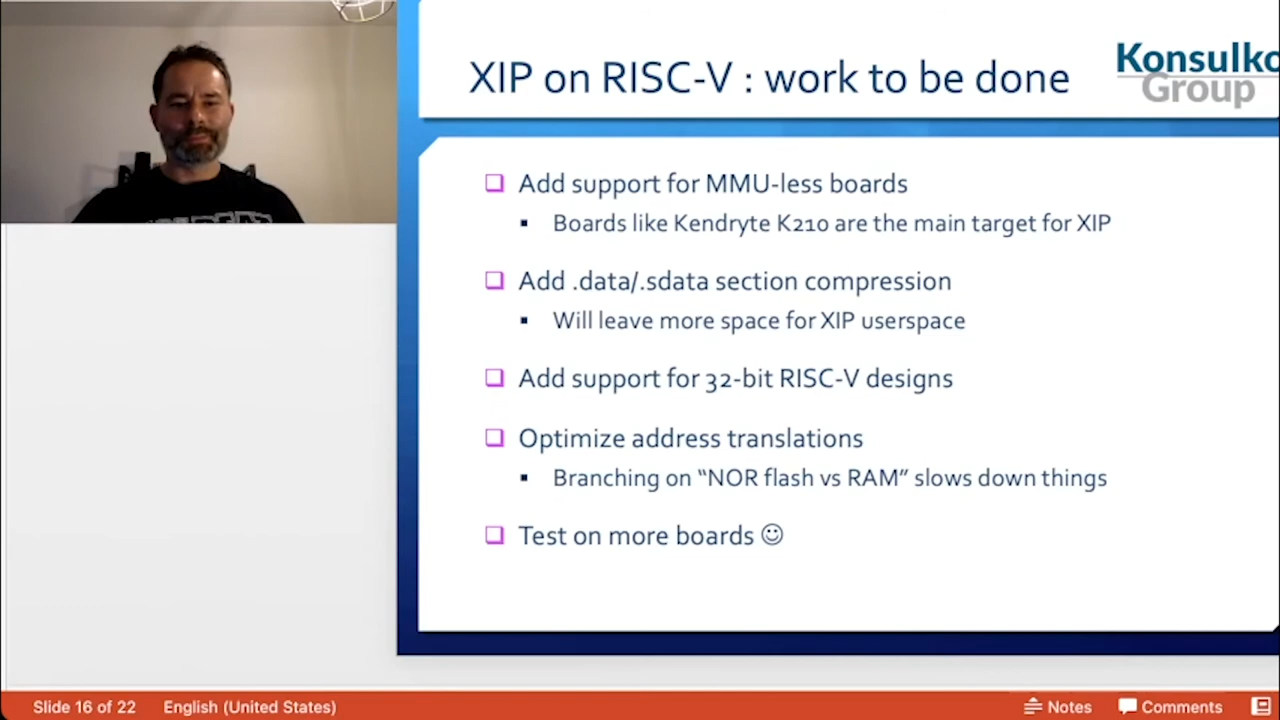 XIP on RISC-V : work to be done
Konsulko
Group
Add support for MMU-less boards
Boards like Kendryte K210 are the main target for XIP
Add .data/.sdata section compression
Will leave more space for XIP userspace
Add support for 32-bit RISC-V designs
Optimize address translations
Branching on “NOR flash vs RAM” slows down things
Test on more boards ☺
Slide 16 of 22
English (United States)
Notes
Comments